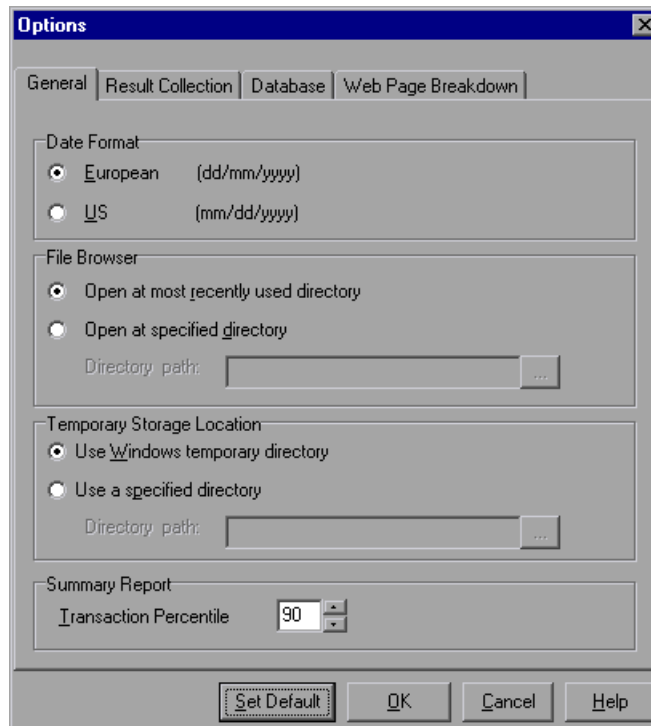 Options
General Result Collection Database Web Page Breakdown
Date Format
European (dd/mm/yyyy)
US (mm/dd/yyyy)
File Browser
Open at most recently used directory
Open at specified directory
Directory path: ...
Temporary Storage Location
Use Windows temporary directory
Use a specified directory
Directory path: ...
Summary Report
Transaction Percentile 90
Set Default OK Cancel Help